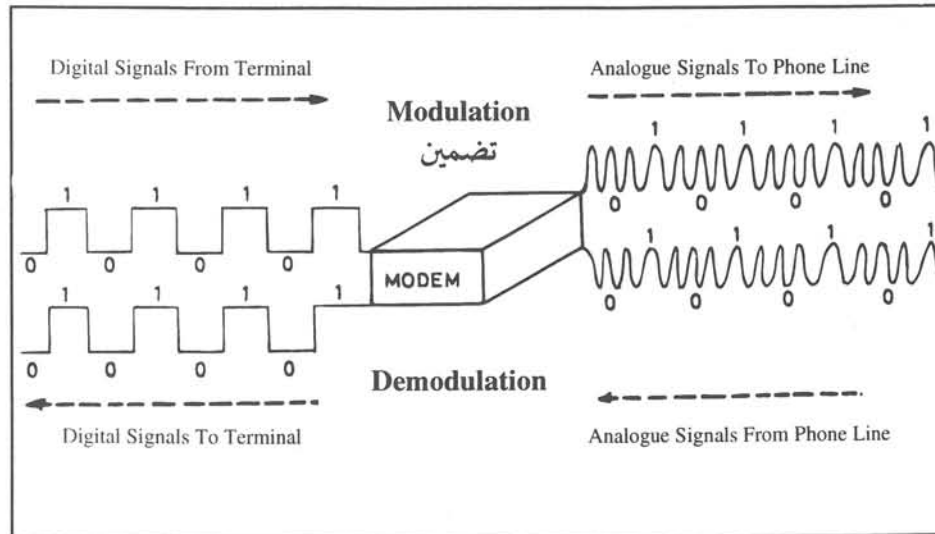 Digital Signals From Terminal
Analogue Signals To Phone Line
Modulation
تضمين
1 1 1 1
0 0 0 0
1 1 1 1
0 0 0 0
MODEM
1 1 1 1
0 0 0 0
1 1 1 1
0 0 0 0
Demodulation
Digital Signals To Terminal
Analogue Signals From Phone Line